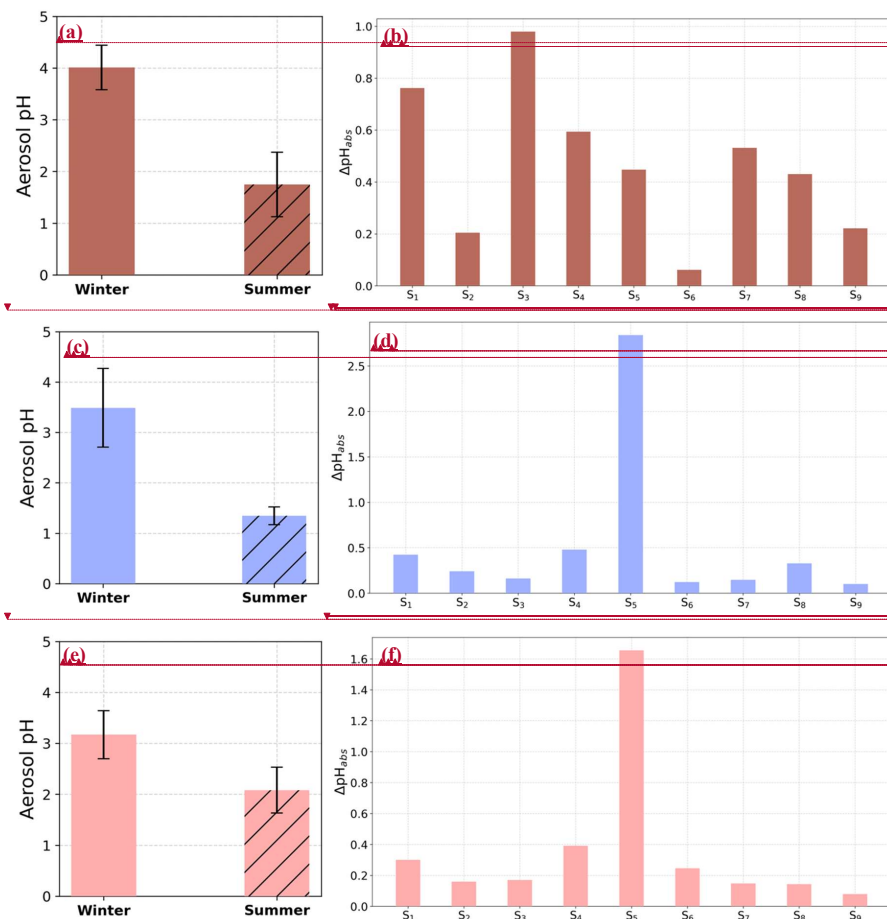 (a)
5
4
3
2
1
0
Aerosol pH
Winter Summer
(b)
1.0
0.8
0.6
0.4
0.2
0.0
ΔpH_abs
S₁ S₂ S₃ S₄ S₅ S₆ S₇ S₈ S₉
(c)
5
4
3
2
1
0
Aerosol pH
Winter Summer
(d)
2.5
2.0
1.5
1.0
0.5
0.0
ΔpH_abs
S₁ S₂ S₃ S₄ S₅ S₆ S₇ S₈ S₉
(e)
5
4
3
2
1
0
Aerosol pH
Winter Summer
(f)
1.6
1.4
1.2
1.0
0.8
0.6
0.4
0.2
0.0
ΔpH_abs
S₁ S₂ S₃ S₄ S₅ S₆ S₇ S₈ S₉